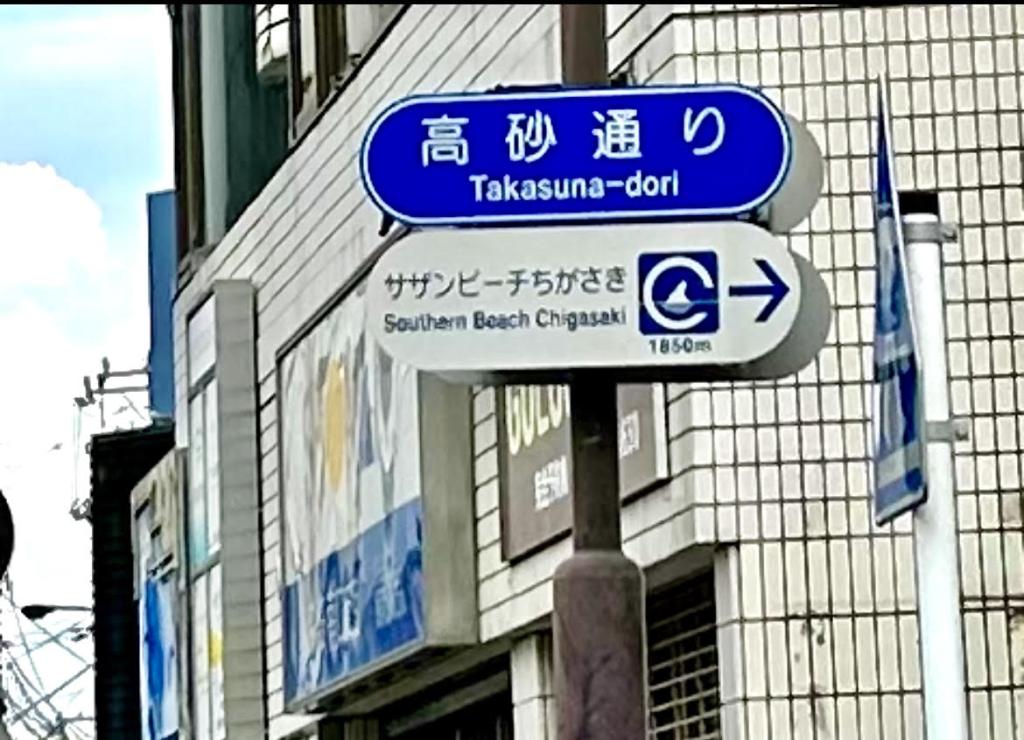 高砂通り
Takasuna-dori
サザンビーチちがさき
Southern Beach Chigasaki
1850m